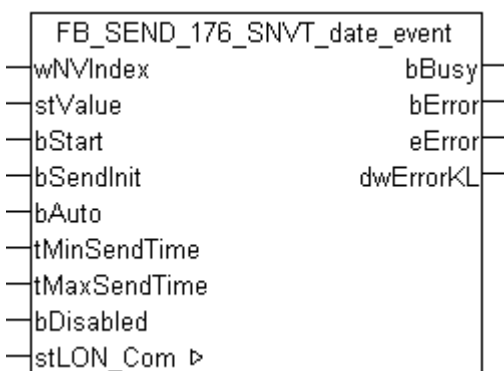 FB_SEND_176_SNVT_date_event
wNVIndex bBusy
stValue bError
bStart eError
bSendInit dwErrorKL
bAuto
tMinSendTime
tMaxSendTime
bDisabled
stLON_Com ▷